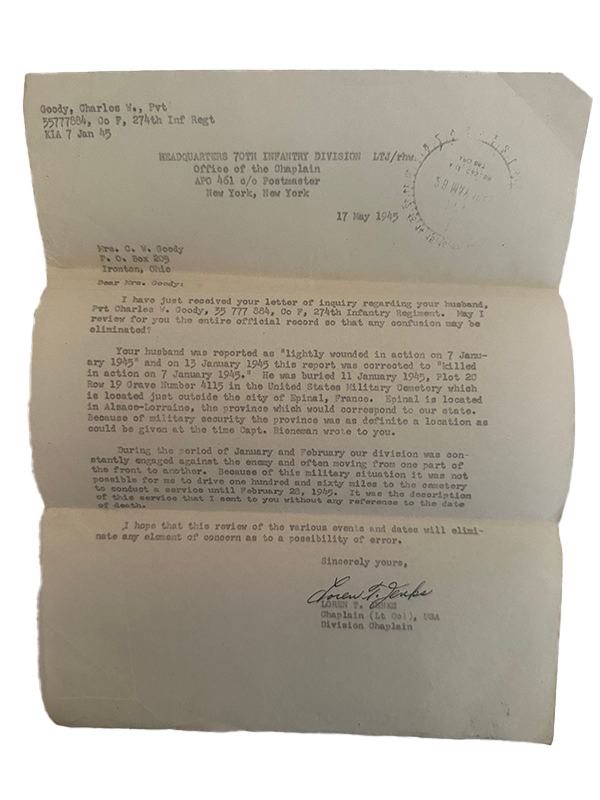 Goody, Charles W., Pvt
35777884, Co F, 274th Inf Regt
KIA 7 Jan 45
HEADQUARTERS 70TH INFANTRY DIVISION LTJ/rhw
Office of the Chaplain
APO 461 c/o Postmaster
New York, New York
17 May 1945
Mrs. C. W. Goody
P. O. Box 205
Ironton, Ohio
Dear Mrs. Goody:
I have just received your letter of inquiry regarding your husband,
Pvt Charles W. Goody, 35 777 884, Co F, 274th Infantry Regiment. May I
review for you the entire official record so that any confusion may be
eliminated?
Your husband was reported as "lightly wounded in action on 7 Janu-
ary 1945" and on 13 January 1945 this report was corrected to "killed
in action on 7 January 1945." He was buried 11 January 1945, Plot 20
Row 19 Grave Number 4113 in the United States Military Cemetery which
is located just outside the city of Epinal, France. Epinal is located
in Alsace-Lorraine, the province which would correspond to our state.
Because of military security the province was as definite a location as
could be given at the time Capt. Hieneman wrote to you.
During the period of January and February our division was con-
stantly engaged against the enemy and often moving from one part of
the front to another. Because of this military situation it was not
possible for me to drive one hundred and sixty miles to the cemetery
to conduct a service until February 28, 1945. It was the description
of this service that I sent to you without any reference to the date
of death.
I hope that this review of the various events and dates will elimi-
nate any element of concern as to a possibility of error.
Sincerely yours,
Loren T. Jenks
LOREN T. JENKS
Chaplain (Lt Col), USA
Division Chaplain